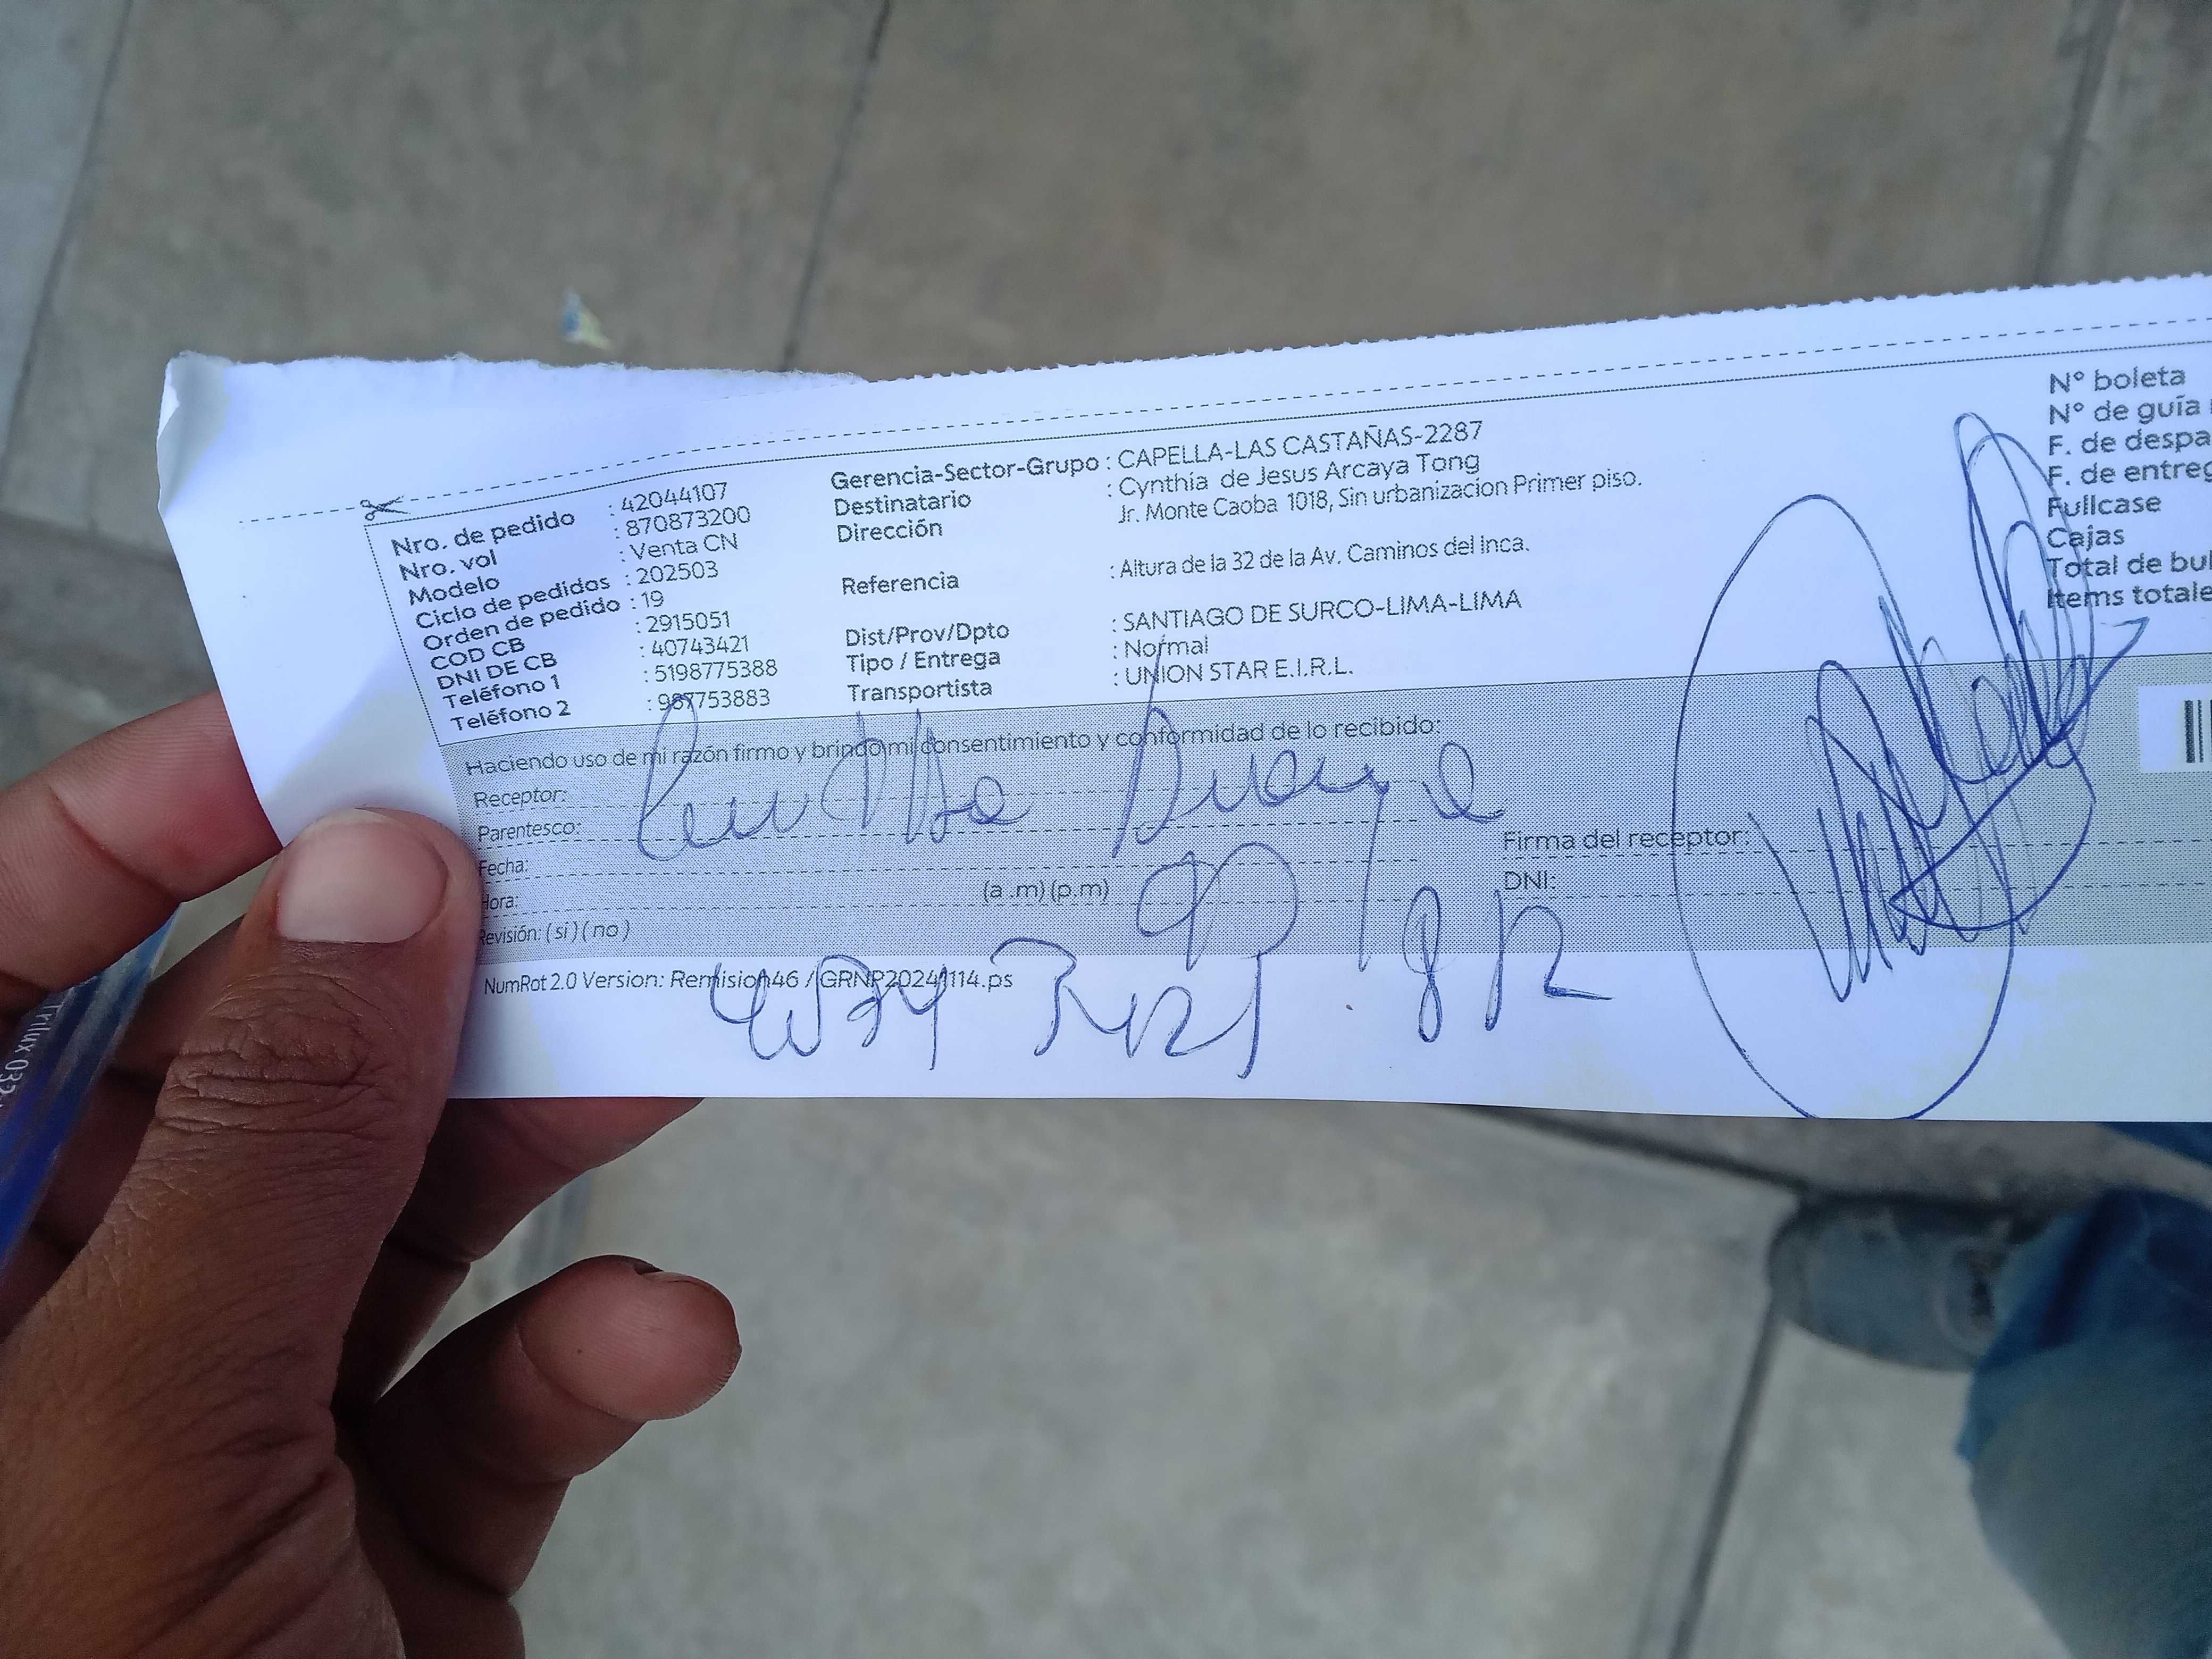 Nro. de pedido : 42044107
Nro. vol : 870873200
Modelo : Venta CN
Ciclo de pedidos : 202503
Orden de pedido : 19
COD CB : 2915051
DNI DE CB : 40743421
Teléfono 1 : 5198775388
Teléfono 2 : 987753883
Gerencia-Sector-Grupo : CAPELLA-LAS CASTAÑAS-2287
Destinatario : Cynthia de Jesus Arcaya Tong
Dirección Jr. Monte Caoba 1018, Sin urbanizacion Primer piso.
Referencia : Altura de la 32 de la Av. Caminos del Inca.
Dist/Prov/Dpto : SANTIAGO DE SURCO-LIMA-LIMA
Tipo / Entrega : Normal
Transportista : UNION STAR E.I.R.L.
N° boleta
N° de guía
F. de despa
F. de entreg
Fullcase
Cajas
Total de bul
Items totale
Haciendo uso de mi razón firmo y brindo mi consentimiento y conformidad de lo recibido:
Receptor:
Parentesco:
Fecha:
Hora: (a .m) (p.m)
Revisión: ( si ) ( no )
Firma del receptor:
DNI:
NumRot 2.0 Version: Remision46 / GRNP20241114.ps
Trilux 032